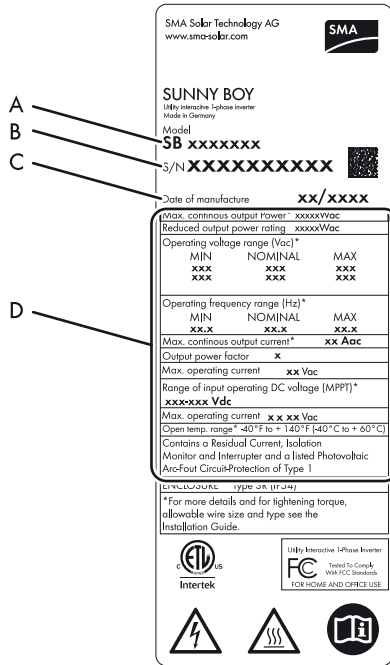 SMA Solar Technology AG
www.sma-solar.com
SMA
SUNNY BOY
Utility interacitve 1-phase inverter
Made in Germany
A
Model
SB xxxxxxx
B
S/N xxxxxxxxxx
C
Date of manufacture xx/xxxx
Max. continous output Power* xxxxxWac
Reduced output power rating xxxxxWac
Operating voltage range (Vac)*
MIN NOMINAL MAX
xxx xxx xxx
xxx xxx xxx
Operating frequency range (Hz)*
MIN NOMINAL MAX
xx.x xx.x xx.x
D
Max. continous output current* xx Aac
Output power factor x
Max. operating current xx Vac
Range of input operating DC voltage (MPPT)*
xxx-xxx Vdc
Max. operating current x x xx Vac
Open temp. range* -40°F to + 140°F (-40°C to + 60°C)
Contains a Residual Current, Isolation
Monitor and Interrupter and a listed Photovoltaic
Arc-Fout Circuit-Protection of Type 1
ENCLOSURE Type 3R (IP54)
*For more details and for tightening torque,
allowable wire size and type see the
Installation Guide.
C ETL US
Intertek
Utility Interactive 1-Phase Inverter
FC Tested To Comply
With FCC Standards
FOR HOME AND OFFICE USE